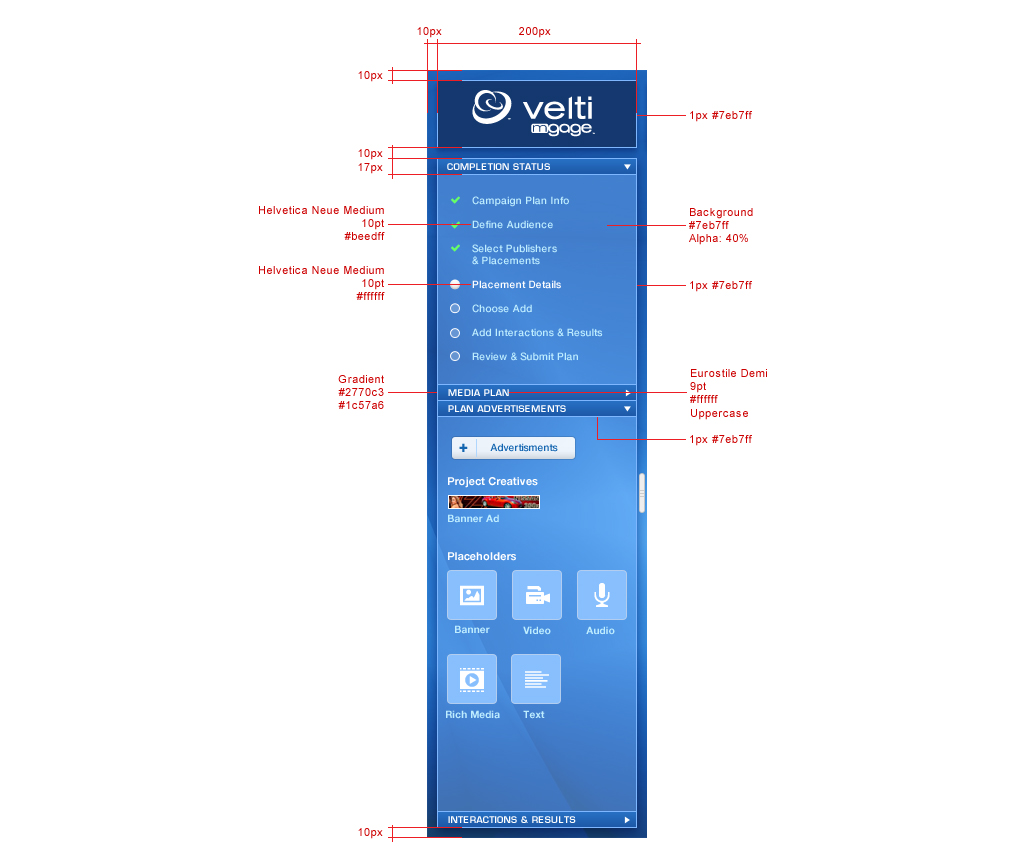 10px
200px
10px
velti
mgage
1px #7eb7ff
10px
17px
COMPLETION STATUS
Campaign Plan Info
Helvetica Neue Medium
10pt
#beedff
Define Audience
Background
#7eb7ff
Alpha: 40%
Select Publishers
& Placements
Helvetica Neue Medium
10pt
#ffffff
Placement Details
1px #7eb7ff
Choose Add
Add Interactions & Results
Review & Submit Plan
Gradient
#2770c3
#1c57a6
MEDIA PLAN
Eurostile Demi
9pt
#ffffff
Uppercase
PLAN ADVERTISEMENTS
1px #7eb7ff
+ Advertisments
Project Creatives
Banner Ad
Placeholders
Banner
Video
Audio
Rich Media
Text
INTERACTIONS & RESULTS
10px